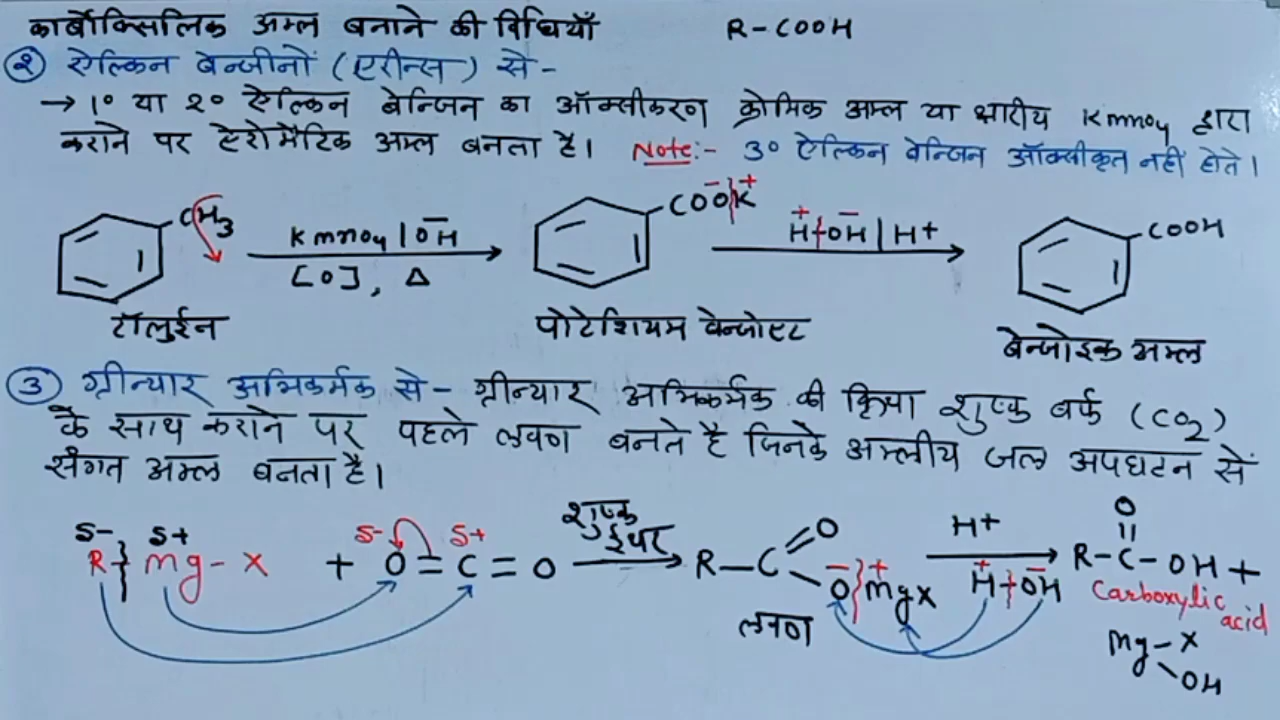 कार्बोक्सिलिक अम्ल बनाने की विधियाँ R-COOH
② ऐल्किल बेन्जीनों (एरीन्स) से -
→ 1° या 2° ऐल्किल बेन्जिन का ऑक्सीकरण क्रोमिक अम्ल या क्षारीय KmnO4 द्वारा
कराने पर ऐरोमैटिक अम्ल बनता है। Note:- 3° ऐल्किल बेन्जिन ऑक्सीकृत नहीं होते।
CH3 KmnO4 | OH⁻ COO⁻ K⁺ H⁺ OH⁻ | H+ COOH
[O], Δ
टॉलुईन पोटेशियम बेन्जोएट बेन्जोइक अम्ल
③ ग्रीन्यार अभिकर्मक से - ग्रीन्यार अभिकर्मक की क्रिया शुष्क बर्फ (CO2)
के साथ कराने पर पहले लवण बनते है जिनके अम्लीय जल अपघटन सें
संगत अम्ल बनता है।
δ- δ+ δ- δ+ शुष्क ईथर O H+ O
R } Mg - X + O = C = O → R-C-O⁻ Mg⁺X H⁺ OH⁻ R-C-OH +
लवण Carboxylic acid
Mg-X
OH